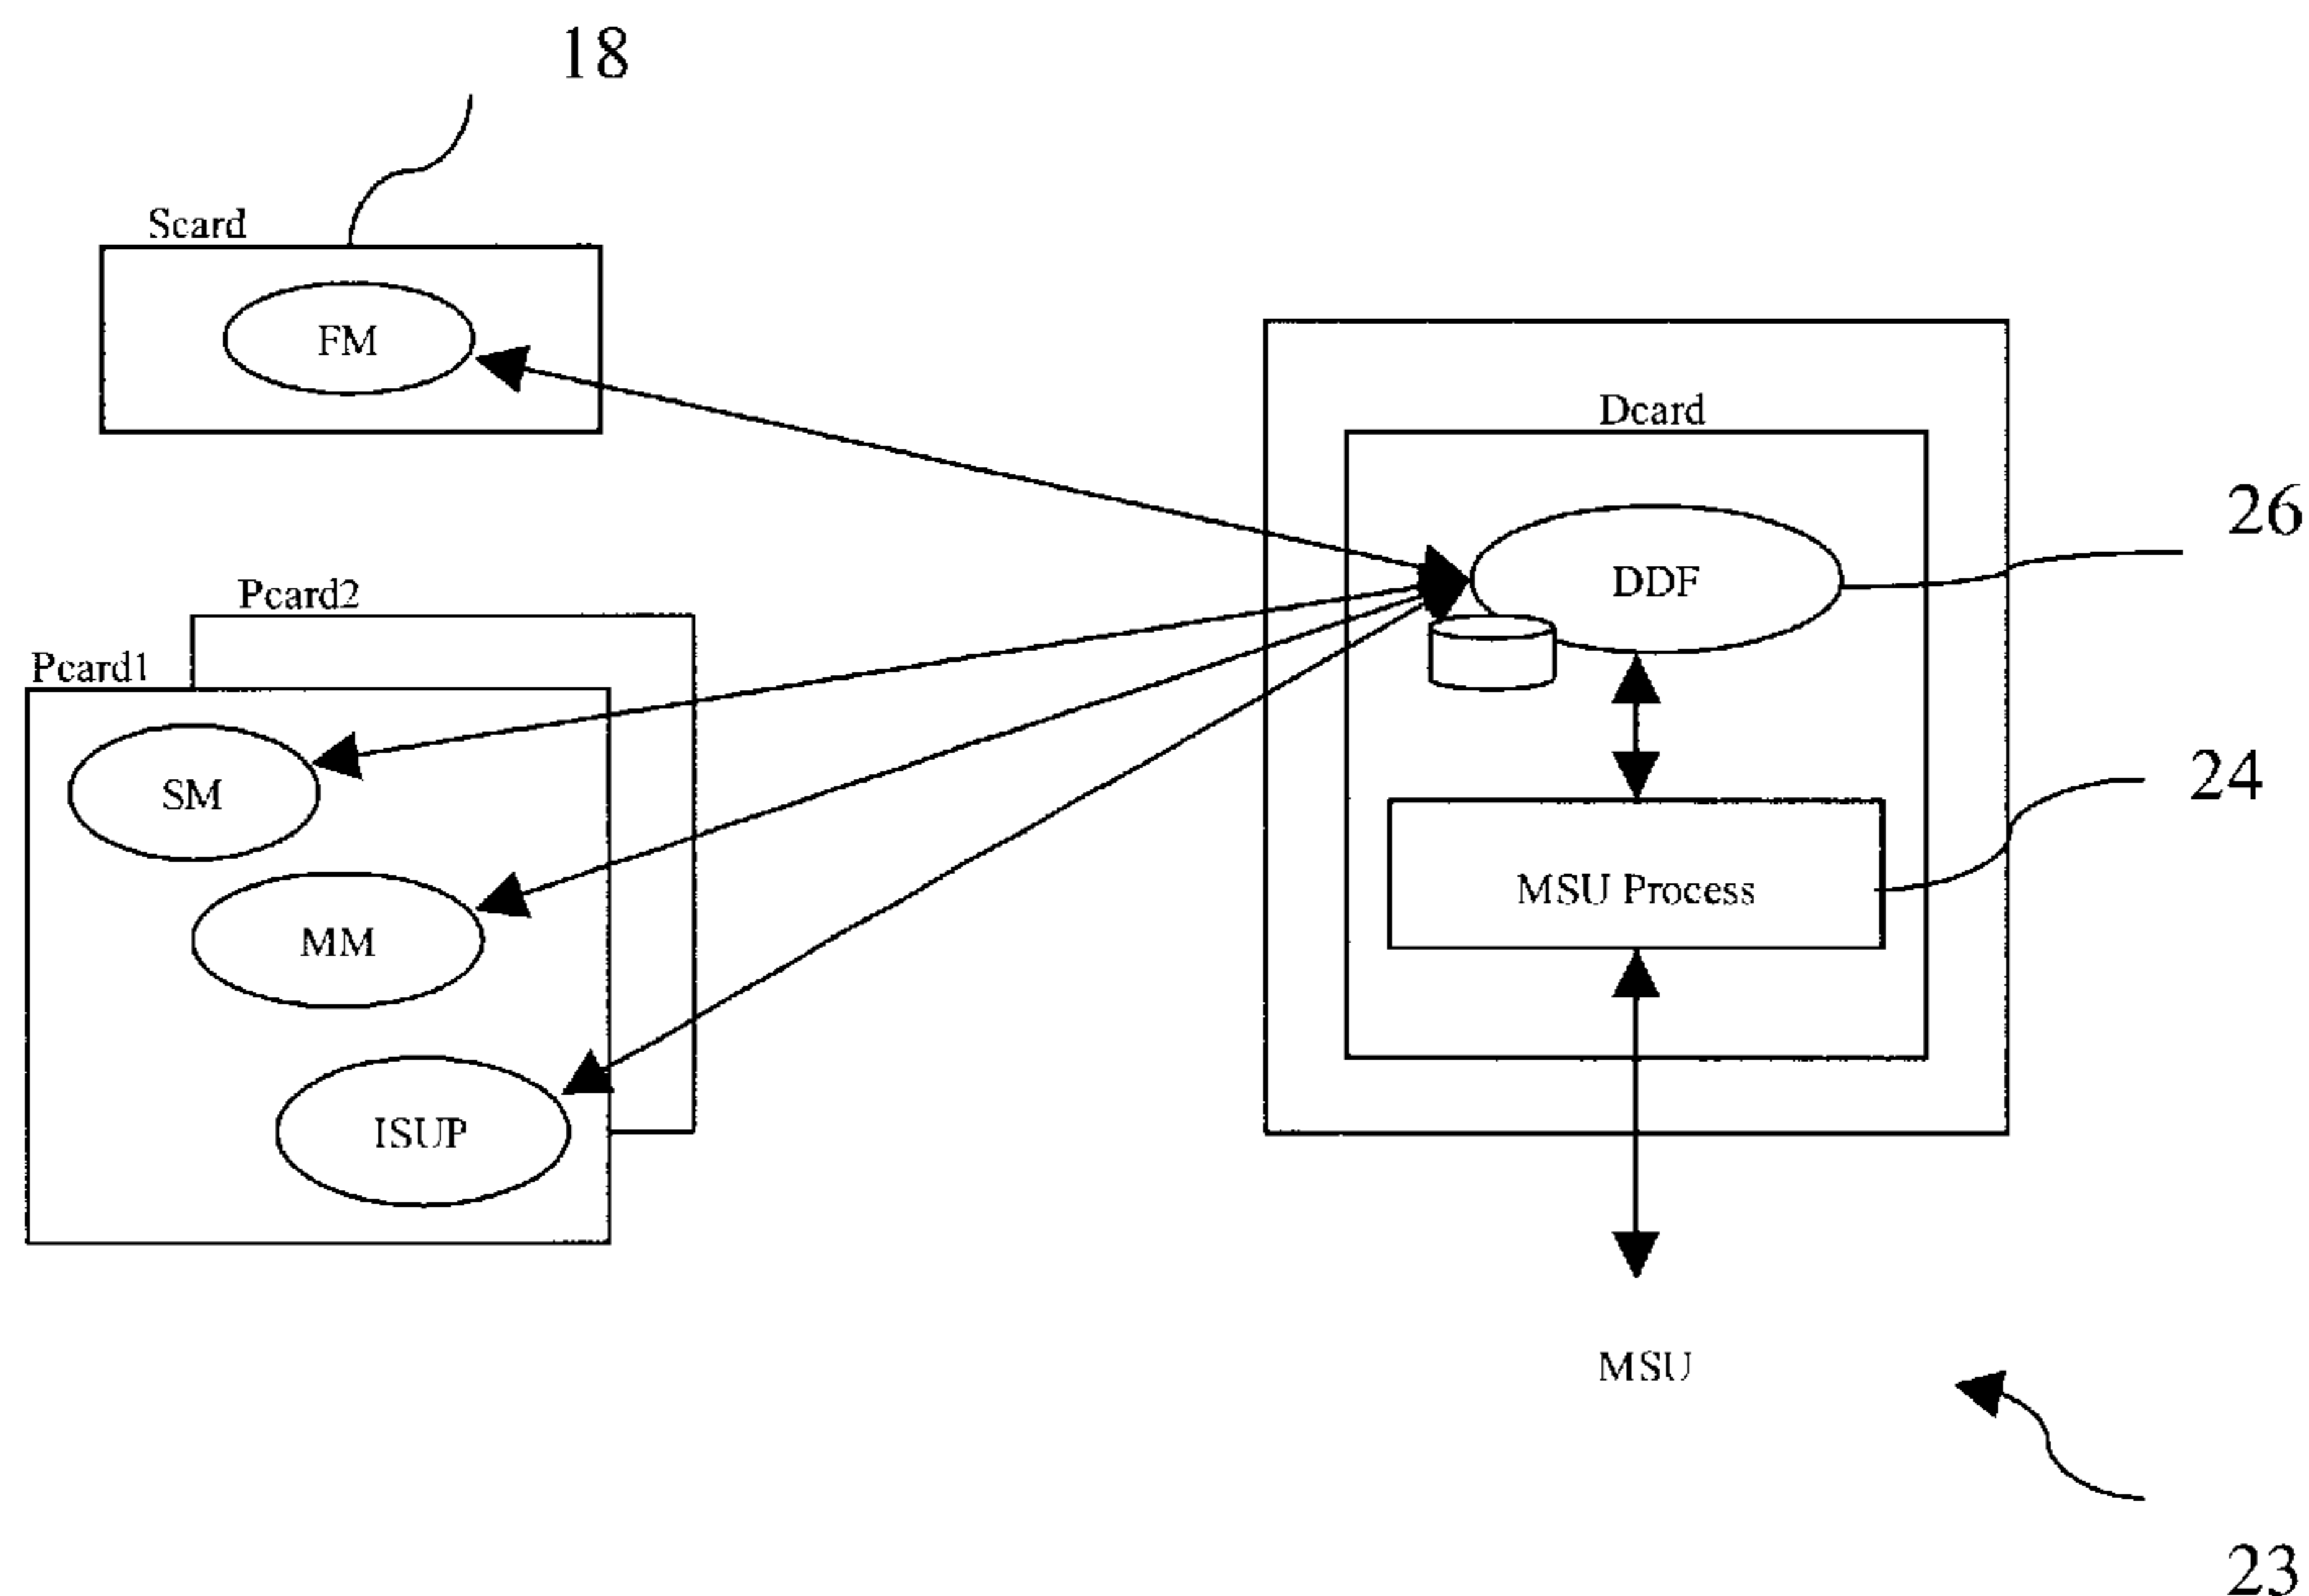 18
Scard
FM
Dcard
26
DDF
Pcard2
Pcard1
24
SM
MSU Process
MM
ISUP
MSU
23